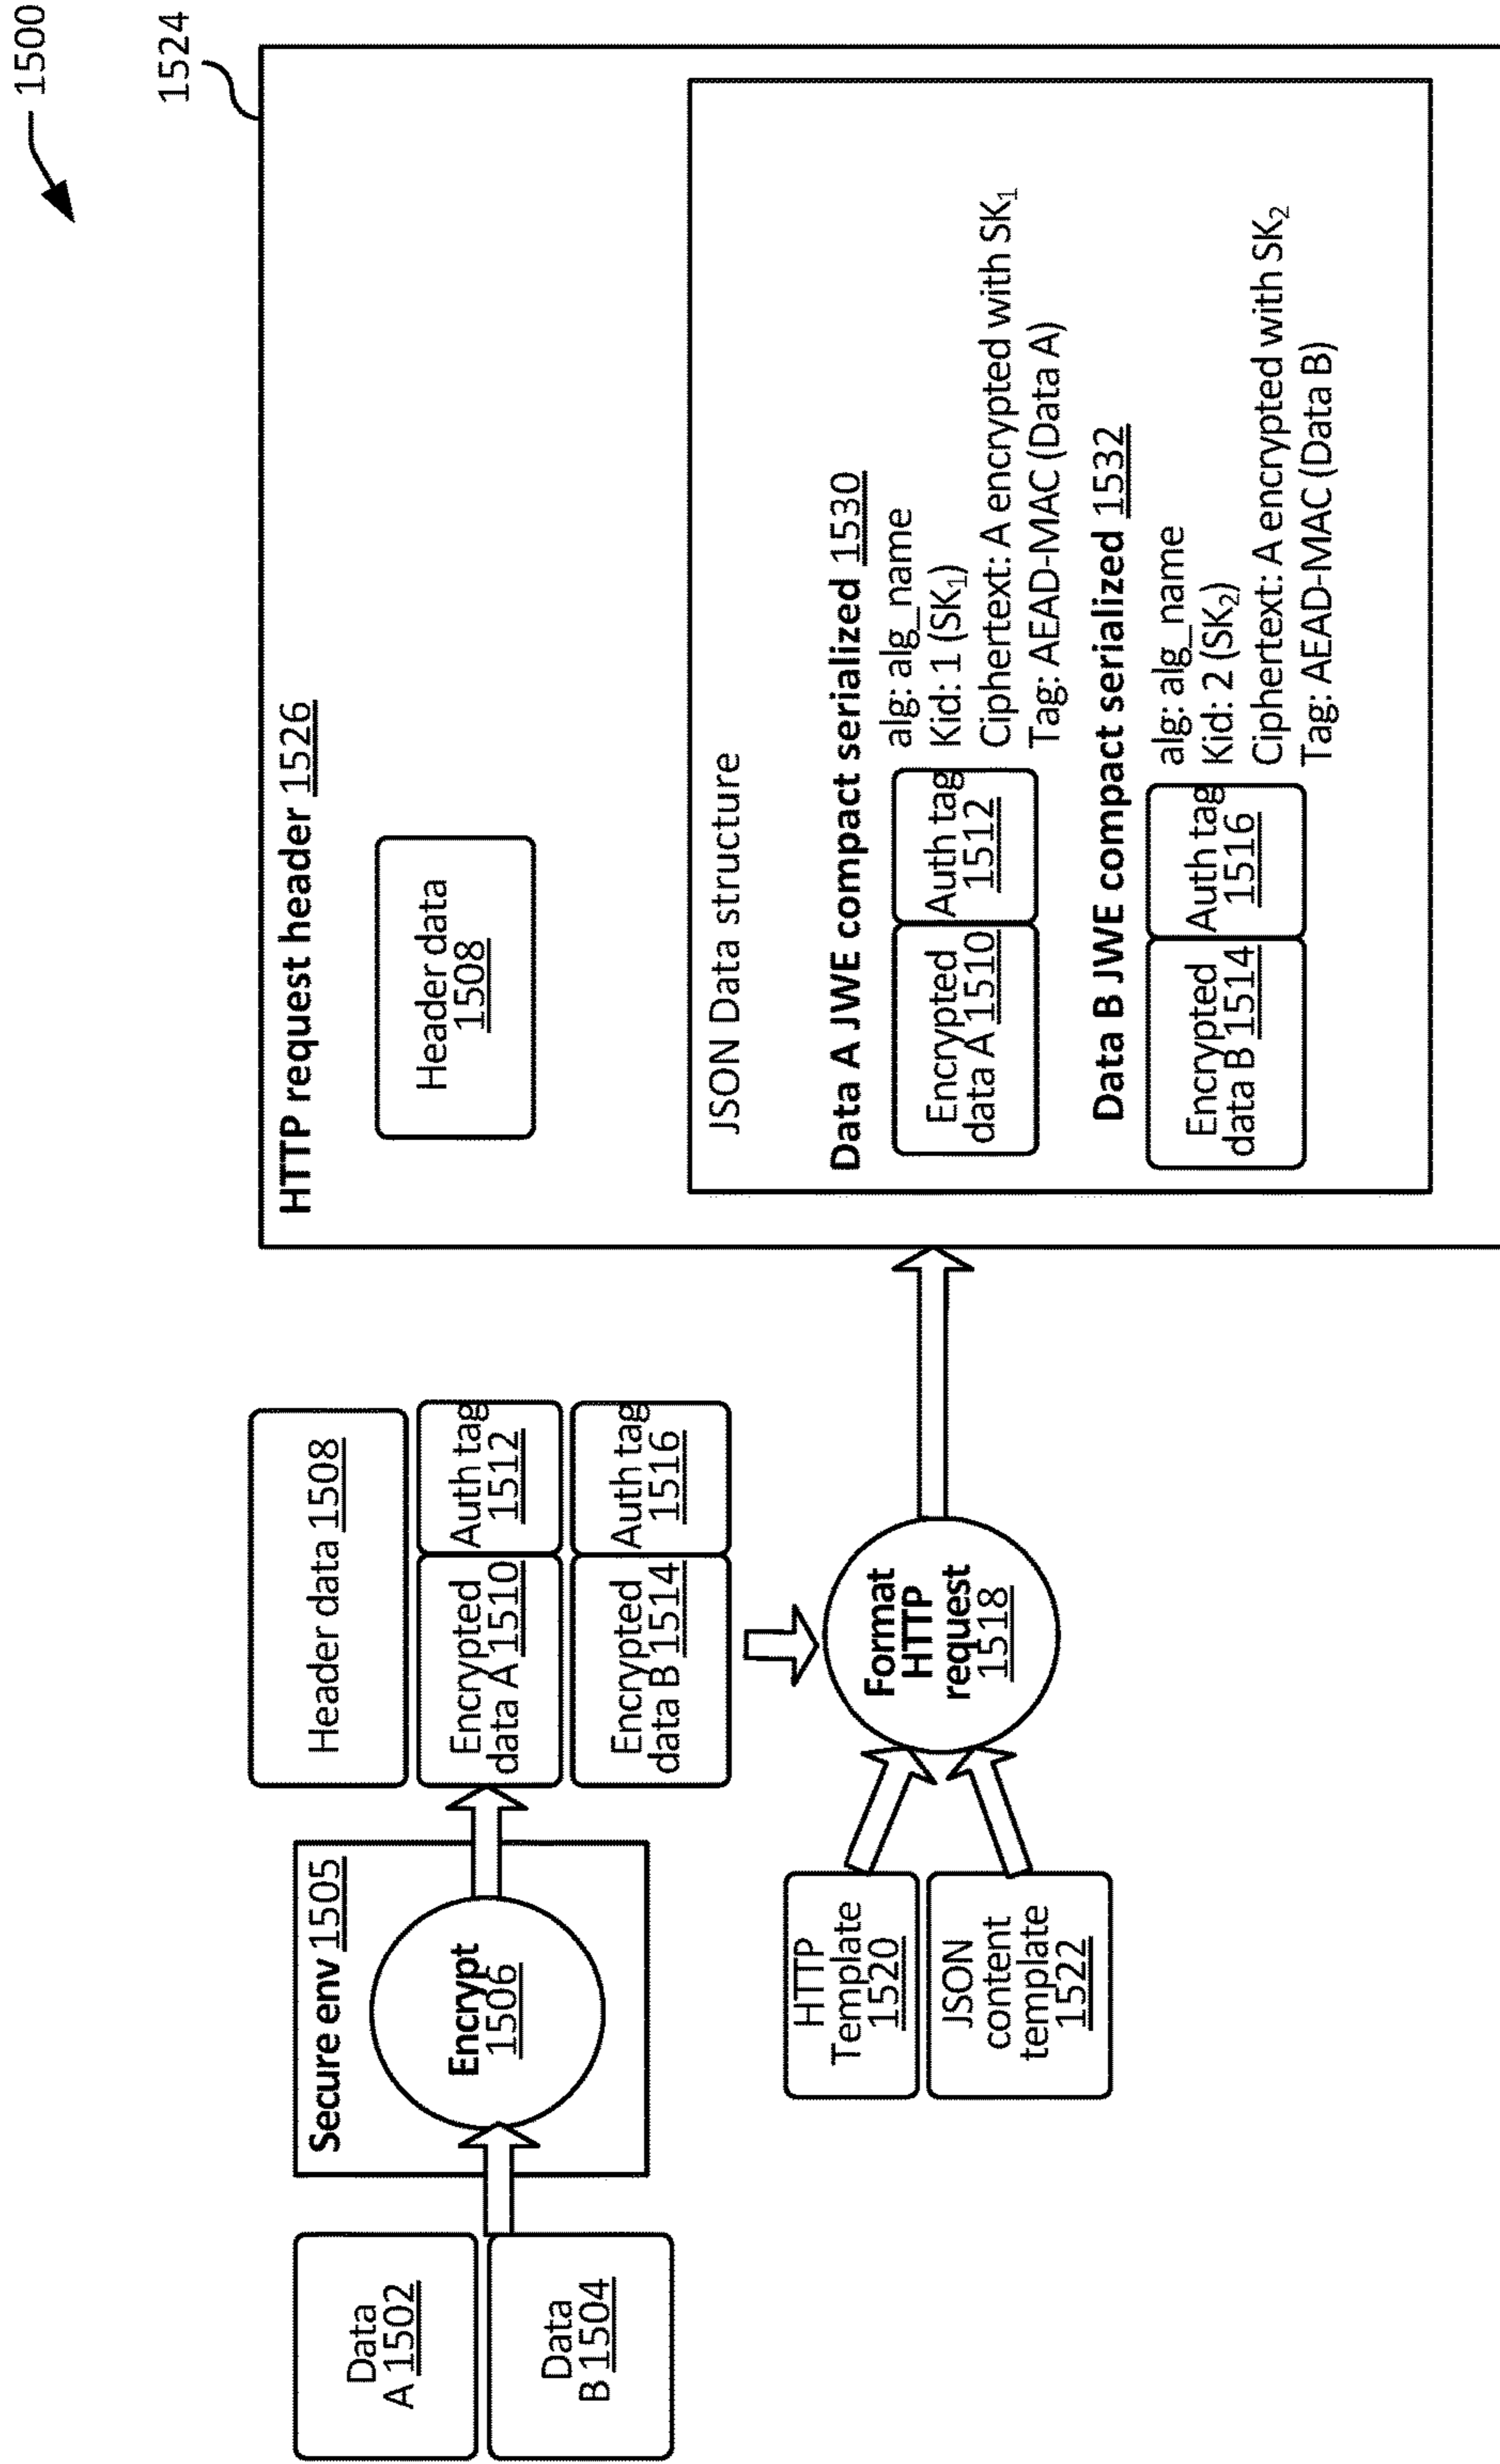 1500
1524
Data
A 1502
Data
B 1504
Secure env 1505
Encrypt
1506
Header data 1508
Encrypted
data A 1510
Auth tag
1512
Encrypted
data B 1514
Auth tag
1516
HTTP
Template
1520
JSON
content
template
1522
Format
HTTP
request
1518
HTTP request header 1526
Header data
1508
JSON Data structure
Data A JWE compact serialized 1530
Encrypted
data A 1510
Auth tag
1512
alg: alg_name
Kid: 1 (SK₁)
Ciphertext: A encrypted with SK₁
Tag: AEAD-MAC (Data A)
Data B JWE compact serialized 1532
Encrypted
data B 1514
Auth tag
1516
alg: alg_name
Kid: 2 (SK₂)
Ciphertext: A encrypted with SK₂
Tag: AEAD-MAC (Data B)